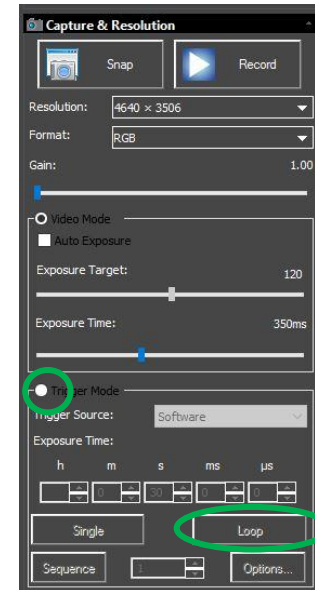 Capture & Resolution
Snap Record
Resolution: 4640 × 3506
Format: RGB
Gain: 1.00
Video Mode
Auto Exposure
Exposure Target: 120
Exposure Time: 350ms
Trigger Mode
Trigger Source: Software
Exposure Time:
h m s ms µs
0 30 0 0
Single Loop
Sequence 1 Options...